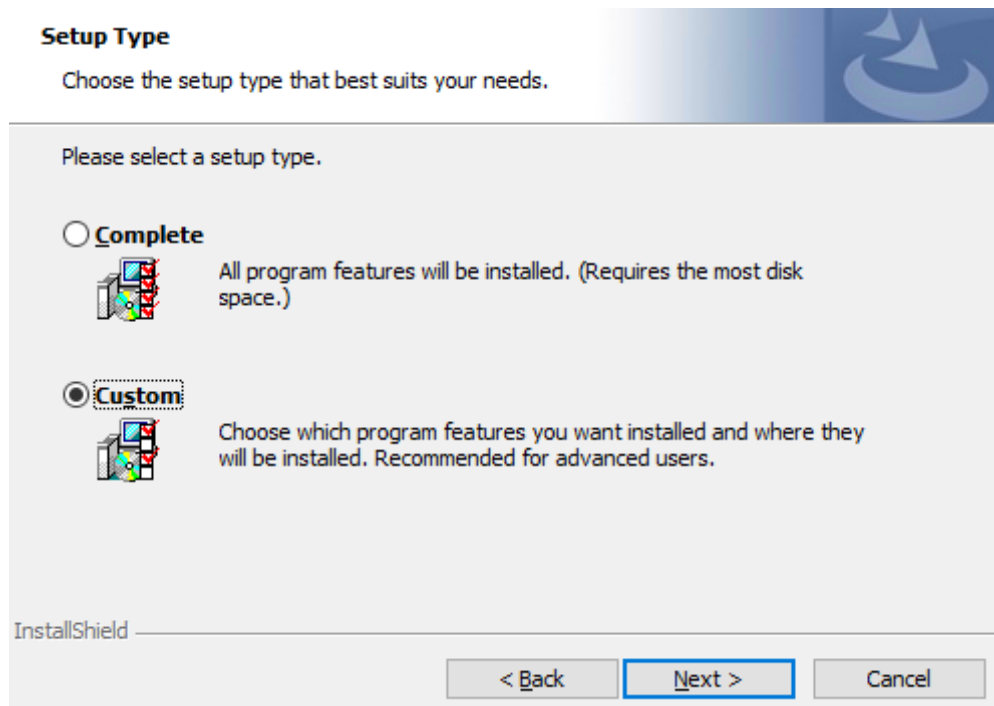 Setup Type
Choose the setup type that best suits your needs.
Please select a setup type.
Complete
All program features will be installed. (Requires the most disk
space.)
Custom
Choose which program features you want installed and where they
will be installed. Recommended for advanced users.
InstallShield
< Back Next > Cancel